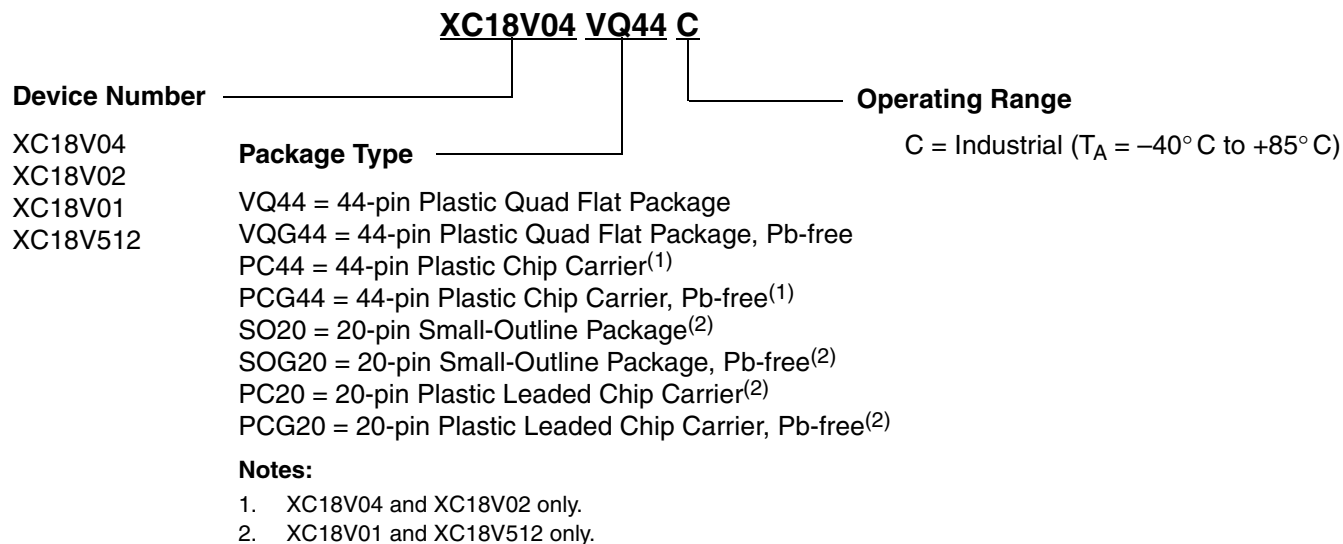 XC18V04 VQ44 C
Device Number
XC18V04
XC18V02
XC18V01
XC18V512
Package Type
VQ44 = 44-pin Plastic Quad Flat Package
VQG44 = 44-pin Plastic Quad Flat Package, Pb-free
PC44 = 44-pin Plastic Chip Carrier(1)
PCG44 = 44-pin Plastic Chip Carrier, Pb-free(1)
SO20 = 20-pin Small-Outline Package(2)
SOG20 = 20-pin Small-Outline Package, Pb-free(2)
PC20 = 20-pin Plastic Leaded Chip Carrier(2)
PCG20 = 20-pin Plastic Leaded Chip Carrier, Pb-free(2)
Notes:
1. XC18V04 and XC18V02 only.
2. XC18V01 and XC18V512 only.
Operating Range
C = Industrial (TA = –40° C to +85° C)